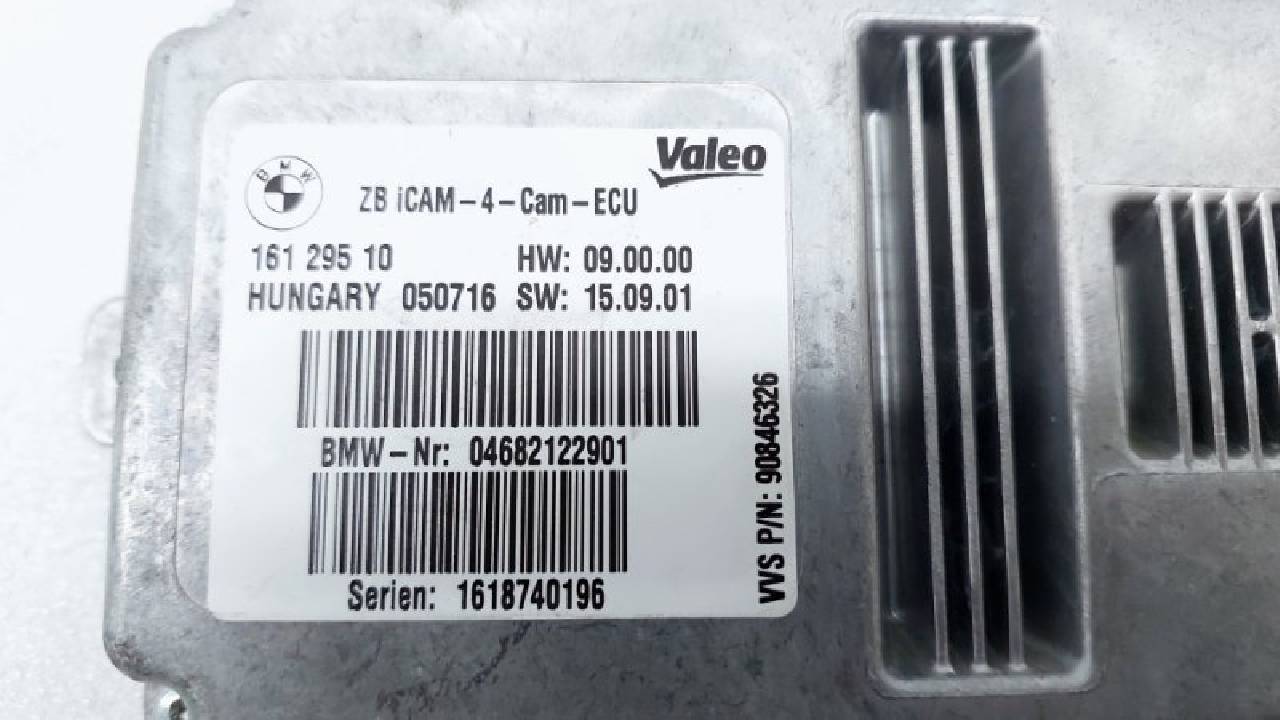 BMW
Valeo
ZB iCAM-4-Cam-ECU
161 295 10 HW: 09.00.00
HUNGARY 050716 SW: 15.09.01
BMW-Nr: 04682122901
Serien: 1618740196
VVS P/N: 90846326